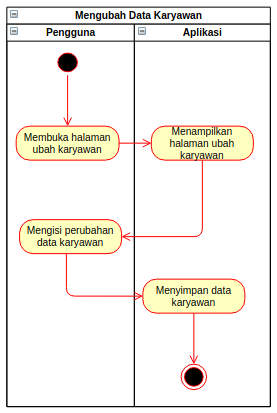 Mengubah Data Karyawan
Pengguna
Aplikasi
Membuka halaman
ubah karyawan
Menampilkan
halaman ubah
karyawan
Mengisi perubahan
data karyawan
Menyimpan data
karyawan